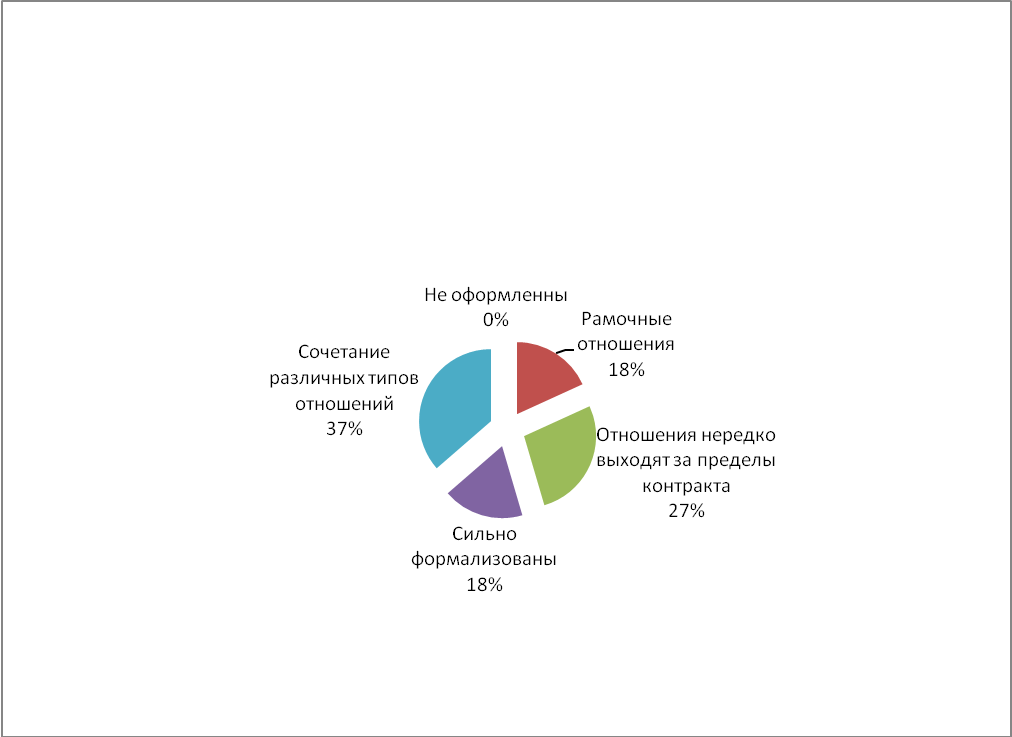 Не оформленны
0%
Рамочные
отношения
18%
Отношения нередко
выходят за пределы
контракта
27%
Сильно
формализованы
18%
Сочетание
различных типов
отношений
37%